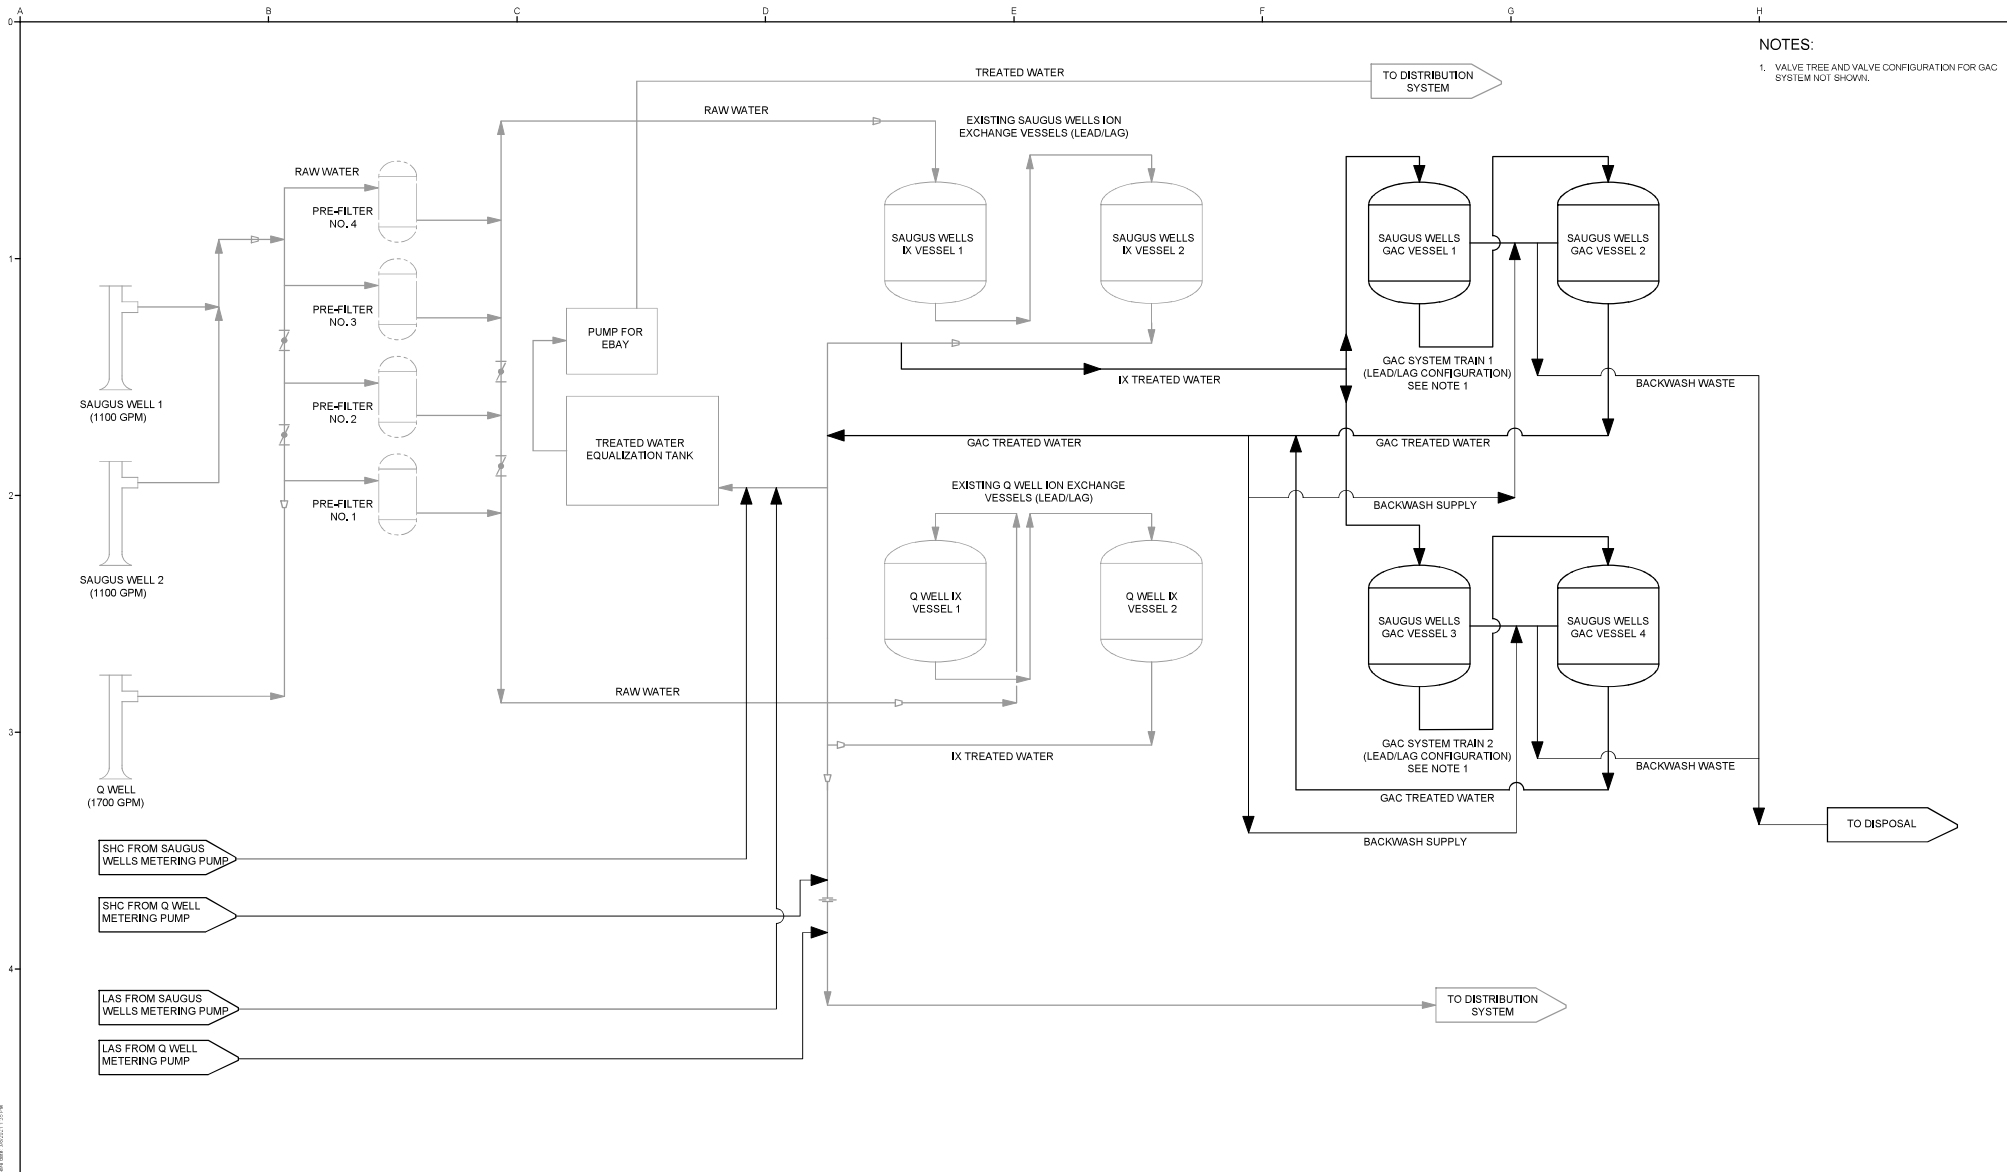 A
B
C
D
E
F
G
H
0
1
2
3
4
NOTES:
1. VALVE TREE AND VALVE CONFIGURATION FOR GAC
SYSTEM NOT SHOWN.
TREATED WATER
TO DISTRIBUTION
SYSTEM
RAW WATER
EXISTING SAUGUS WELLS ION
EXCHANGE VESSELS (LEAD/LAG)
RAW WATER
PRE-FILTER
NO. 4
PRE-FILTER
NO. 3
PRE-FILTER
NO. 2
PRE-FILTER
NO. 1
SAUGUS WELLS
IX VESSEL 1
SAUGUS WELLS
IX VESSEL 2
SAUGUS WELLS
GAC VESSEL 1
SAUGUS WELLS
GAC VESSEL 2
PUMP FOR
EBAY
TREATED WATER
EQUALIZATION TANK
SAUGUS WELL 1
(1100 GPM)
SAUGUS WELL 2
(1100 GPM)
Q WELL
(1700 GPM)
IX TREATED WATER
GAC SYSTEM TRAIN 1
(LEAD/LAG CONFIGURATION)
SEE NOTE 1
BACKWASH WASTE
GAC TREATED WATER
GAC TREATED WATER
EXISTING Q WELL ION EXCHANGE
VESSELS (LEAD/LAG)
BACKWASH SUPPLY
Q WELL IX
VESSEL 1
Q WELL IX
VESSEL 2
SAUGUS WELLS
GAC VESSEL 3
SAUGUS WELLS
GAC VESSEL 4
RAW WATER
IX TREATED WATER
GAC SYSTEM TRAIN 2
(LEAD/LAG CONFIGURATION)
SEE NOTE 1
BACKWASH WASTE
GAC TREATED WATER
BACKWASH SUPPLY
TO DISPOSAL
SHC FROM SAUGUS
WELLS METERING PUMP
SHC FROM Q WELL
METERING PUMP
LAS FROM SAUGUS
WELLS METERING PUMP
LAS FROM Q WELL
METERING PUMP
TO DISTRIBUTION
SYSTEM